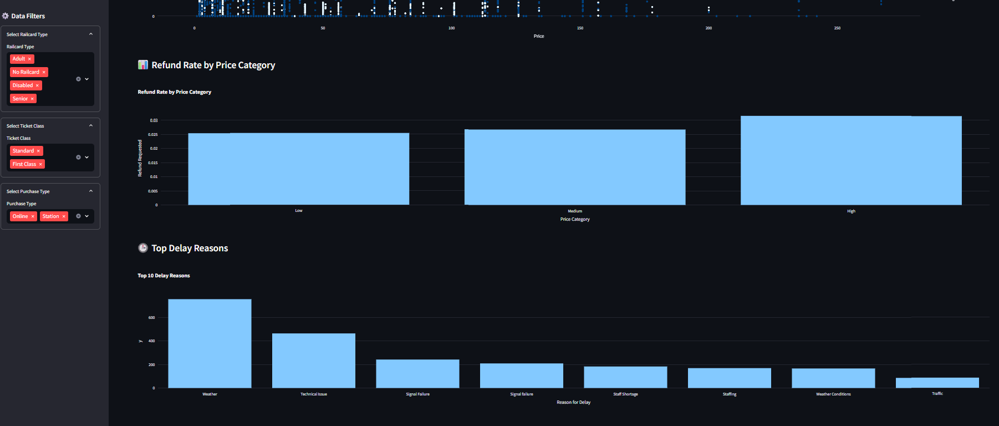 Data Filters
Select Railcard Type
Railcard Type
Adult ×
No Railcard ×
Disabled ×
Senior ×
Select Ticket Class
Ticket Class
Standard ×
First Class ×
Select Purchase Type
Purchase Type
Online × Station ×
0
0 50 100 150 200 250
Price
Refund Rate by Price Category
Refund Rate by Price Category
0.03
0.025
0.02
0.015
0.01
0.005
0
Refund Requested
Low Medium High
Price Category
Top Delay Reasons
Top 10 Delay Reasons
600
400
200
0
y
Weather Technical Issue Signal Failure Signal failure Staff Shortage Staffing Weather Conditions Traffic
Reason for Delay